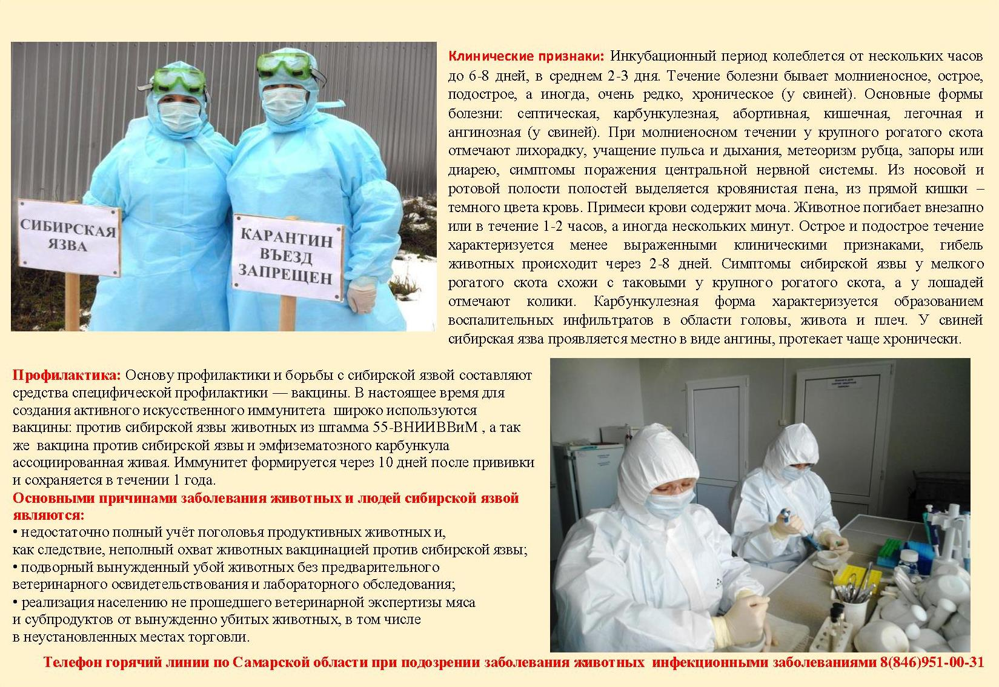 СИБИРСКАЯ
ЯЗВА
КАРАНТИН
ВЪЕЗД
ЗАПРЕЩЕН
Клинические признаки: Инкубационный период колеблется от нескольких часов
до 6-8 дней, в среднем 2-3 дня. Течение болезни бывает молниеносное, острое,
подострое, а иногда, очень редко, хроническое (у свиней). Основные формы
болезни: септическая, карбункулезная, абортивная, кишечная, легочная и
ангинозная (у свиней). При молниеносном течении у крупного рогатого скота
отмечают лихорадку, учащение пульса и дыхания, метеоризм рубца, запоры или
диарею, симптомы поражения центральной нервной системы. Из носовой и
ротовой полости полостей выделяется кровянистая пена, из прямой кишки –
темного цвета кровь. Примеси крови содержит моча. Животное погибает внезапно
или в течение 1-2 часов, а иногда нескольких минут. Острое и подострое течение
характеризуется менее выраженными клиническими признаками, гибель
животных происходит через 2-8 дней. Симптомы сибирской язвы у мелкого
рогатого скота схожи с таковыми у крупного рогатого скота, а у лошадей
отмечают колики. Карбункулезная форма характеризуется образованием
воспалительных инфильтратов в области головы, живота и плеч. У свиней
сибирская язва проявляется местно в виде ангины, протекает чаще хронически.
Профилактика: Основу профилактики и борьбы с сибирской язвой составляют
средства специфической профилактики — вакцины. В настоящее время для
создания активного искусственного иммунитета широко используются
вакцины: против сибирской язвы животных из штамма 55-ВНИИВВиМ , а так
же вакцина против сибирской язвы и эмфизематозного карбункула
ассоциированная живая. Иммунитет формируется через 10 дней после прививки
и сохраняется в течении 1 года.
Основными причинами заболевания животных и людей сибирской язвой
являются:
• недостаточно полный учёт поголовья продуктивных животных и,
как следствие, неполный охват животных вакцинацией против сибирской язвы;
• подворный вынужденный убой животных без предварительного
ветеринарного освидетельствования и лабораторного обследования;
• реализация населению не прошедшего ветеринарной экспертизы мяса
и субпродуктов от вынужденно убитых животных, в том числе
в неустановленных местах торговли.
Телефон горячий линии по Самарской области при подозрении заболевания животных инфекционными заболеваниями 8(846)951-00-31